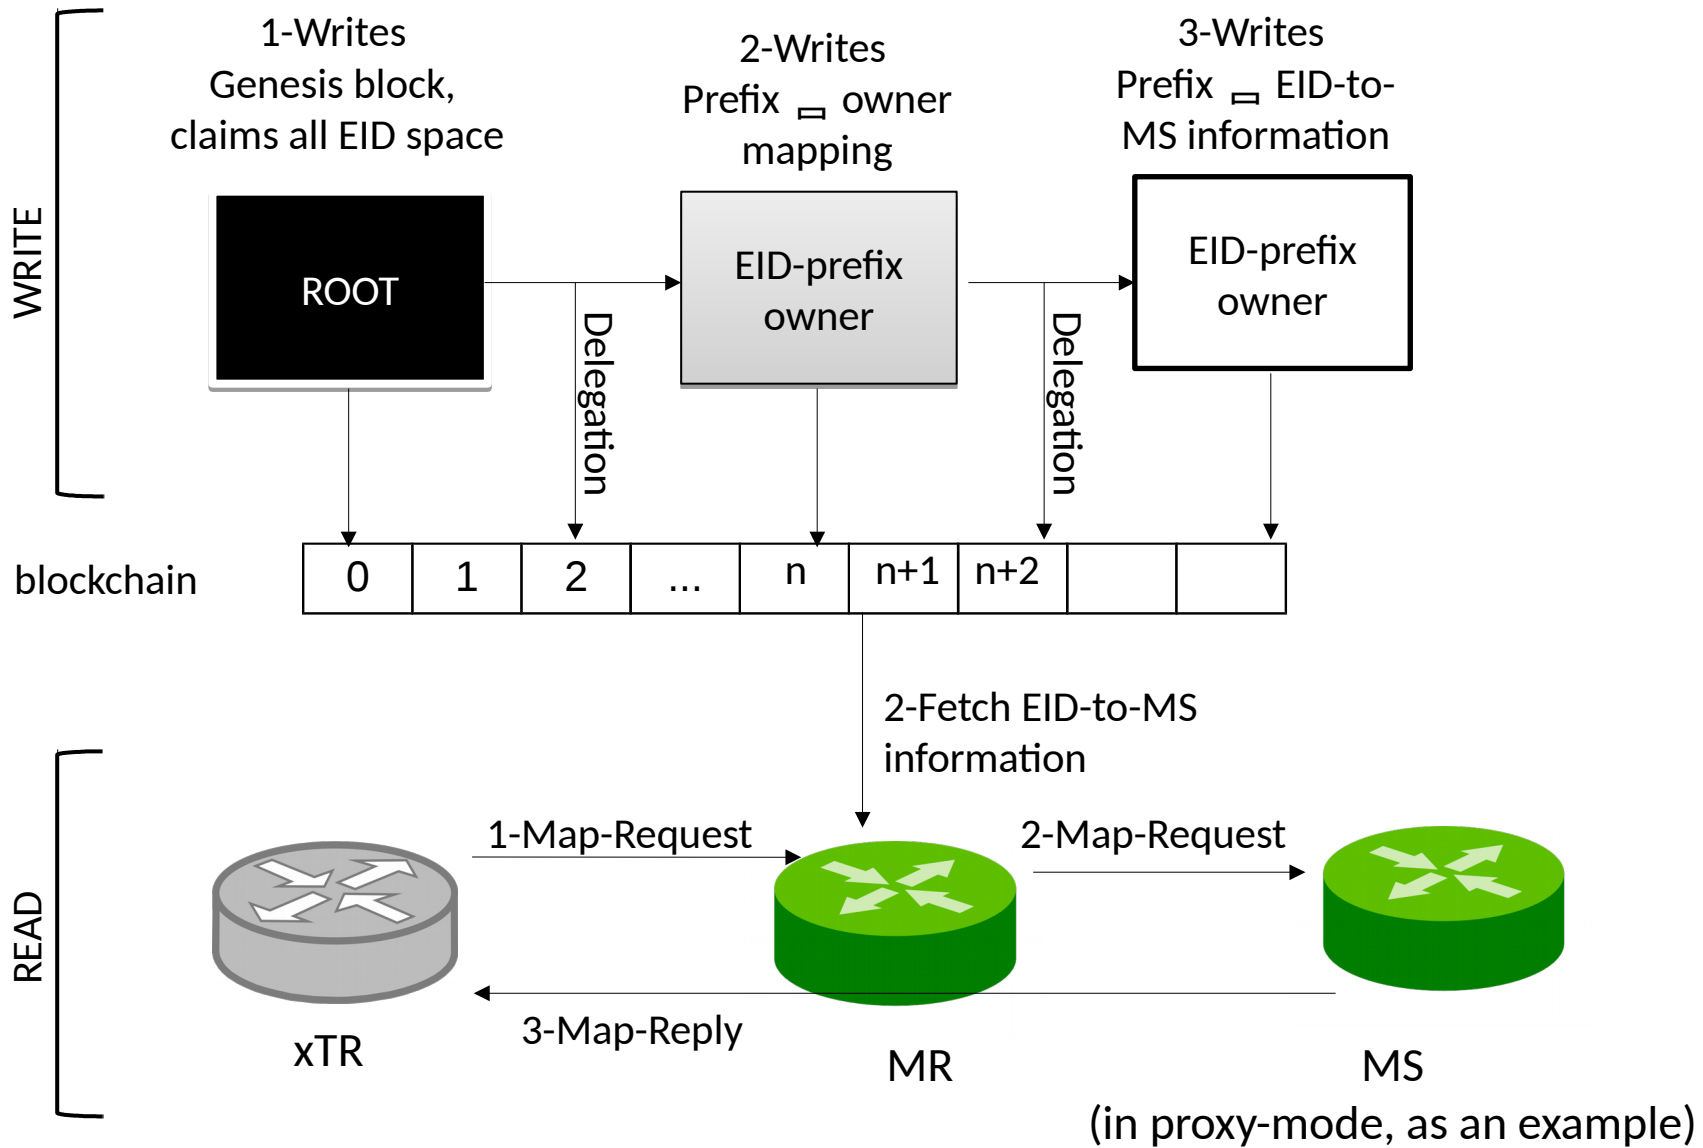 1-Writes
Genesis block,
claims all EID space
2-Writes
Prefix owner
mapping
3-Writes
Prefix EID-to-
MS information
WRITE
ROOT
EID-prefix
owner
EID-prefix
owner
Delegation
Delegation
blockchain
0 1 2 ... n n+1 n+2
2-Fetch EID-to-MS
information
READ
1-Map-Request
2-Map-Request
3-Map-Reply
xTR
MR
MS
(in proxy-mode, as an example)